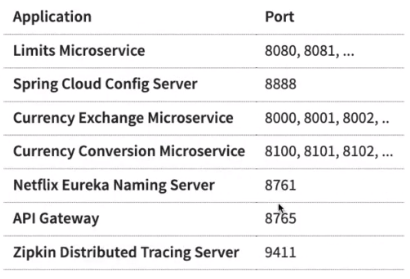 Application Port
Limits Microservice 8080, 8081, ...
Spring Cloud Config Server 8888
Currency Exchange Microservice 8000, 8001, 8002, ..
Currency Conversion Microservice 8100, 8101, 8102, ...
Netflix Eureka Naming Server 8761
API Gateway 8765
Zipkin Distributed Tracing Server 9411